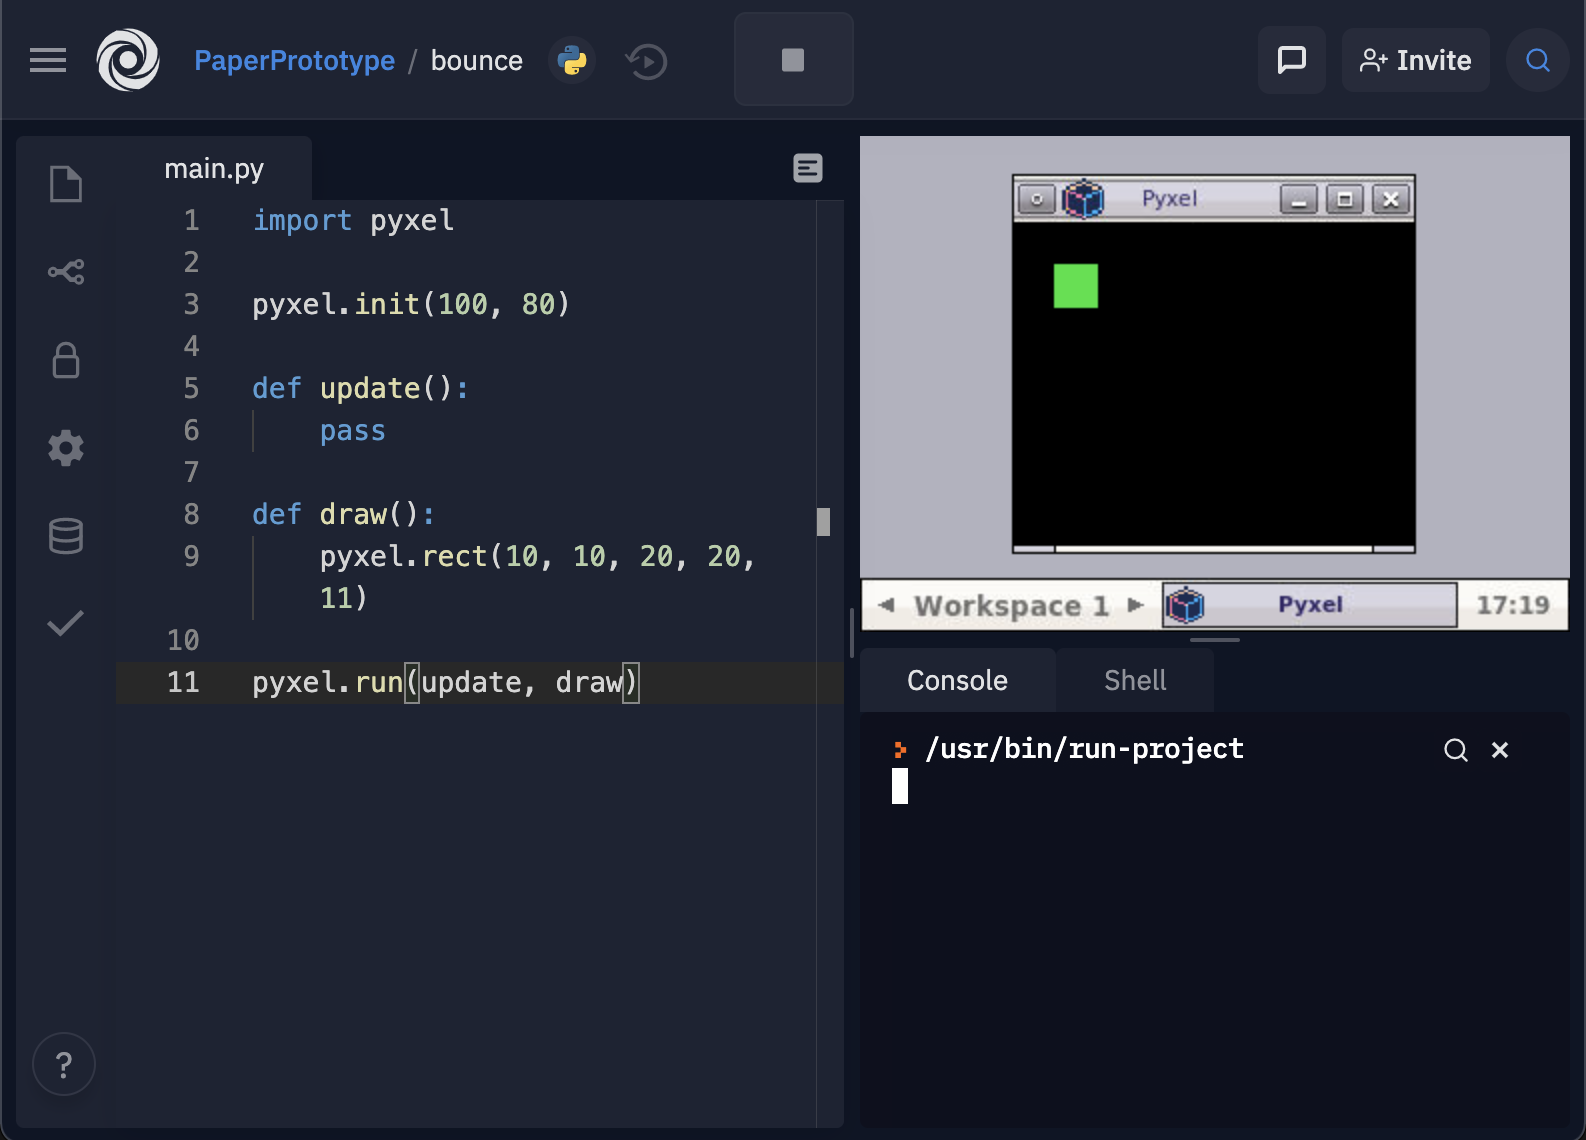 PaperPrototype / bounce
Invite
main.py
1 import pyxel
2
3 pyxel.init(100, 80)
4
5 def update():
6 pass
7
8 def draw():
9 pyxel.rect(10, 10, 20, 20,
11)
10
11 pyxel.run(update, draw)
?
Pyxel
Workspace 1
Pyxel
17:19
Console
Shell
/usr/bin/run-project